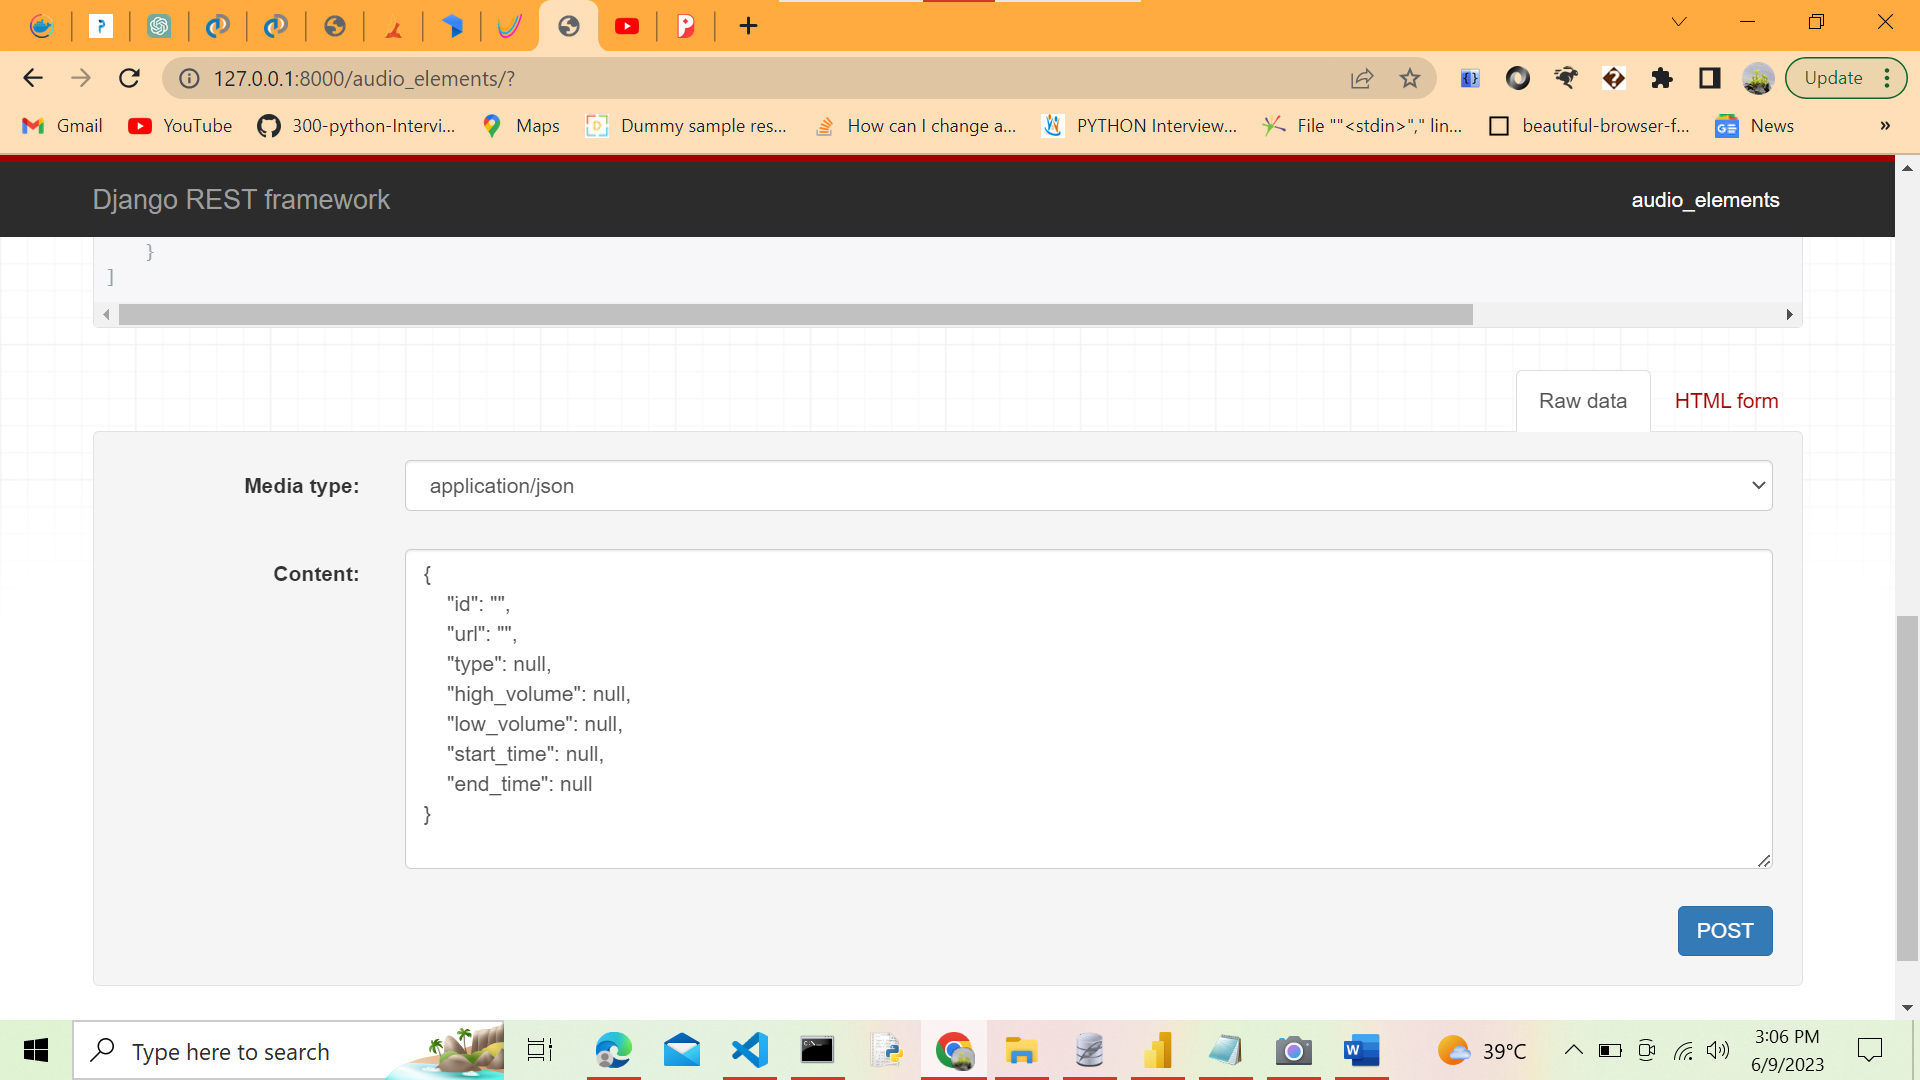 127.0.0.1:8000/audio_elements/?
Update
Gmail
YouTube
300-python-Intervi...
Maps
Dummy sample res...
How can I change a...
PYTHON Interview...
File ""<stdin>"," lin...
beautiful-browser-f...
News
»
Django REST framework
audio_elements
}
]
Raw data
HTML form
Media type:
application/json
Content:
{
"id": "",
"url": "",
"type": null,
"high_volume": null,
"low_volume": null,
"start_time": null,
"end_time": null
}
POST
Type here to search
39°C
3:06 PM
6/9/2023